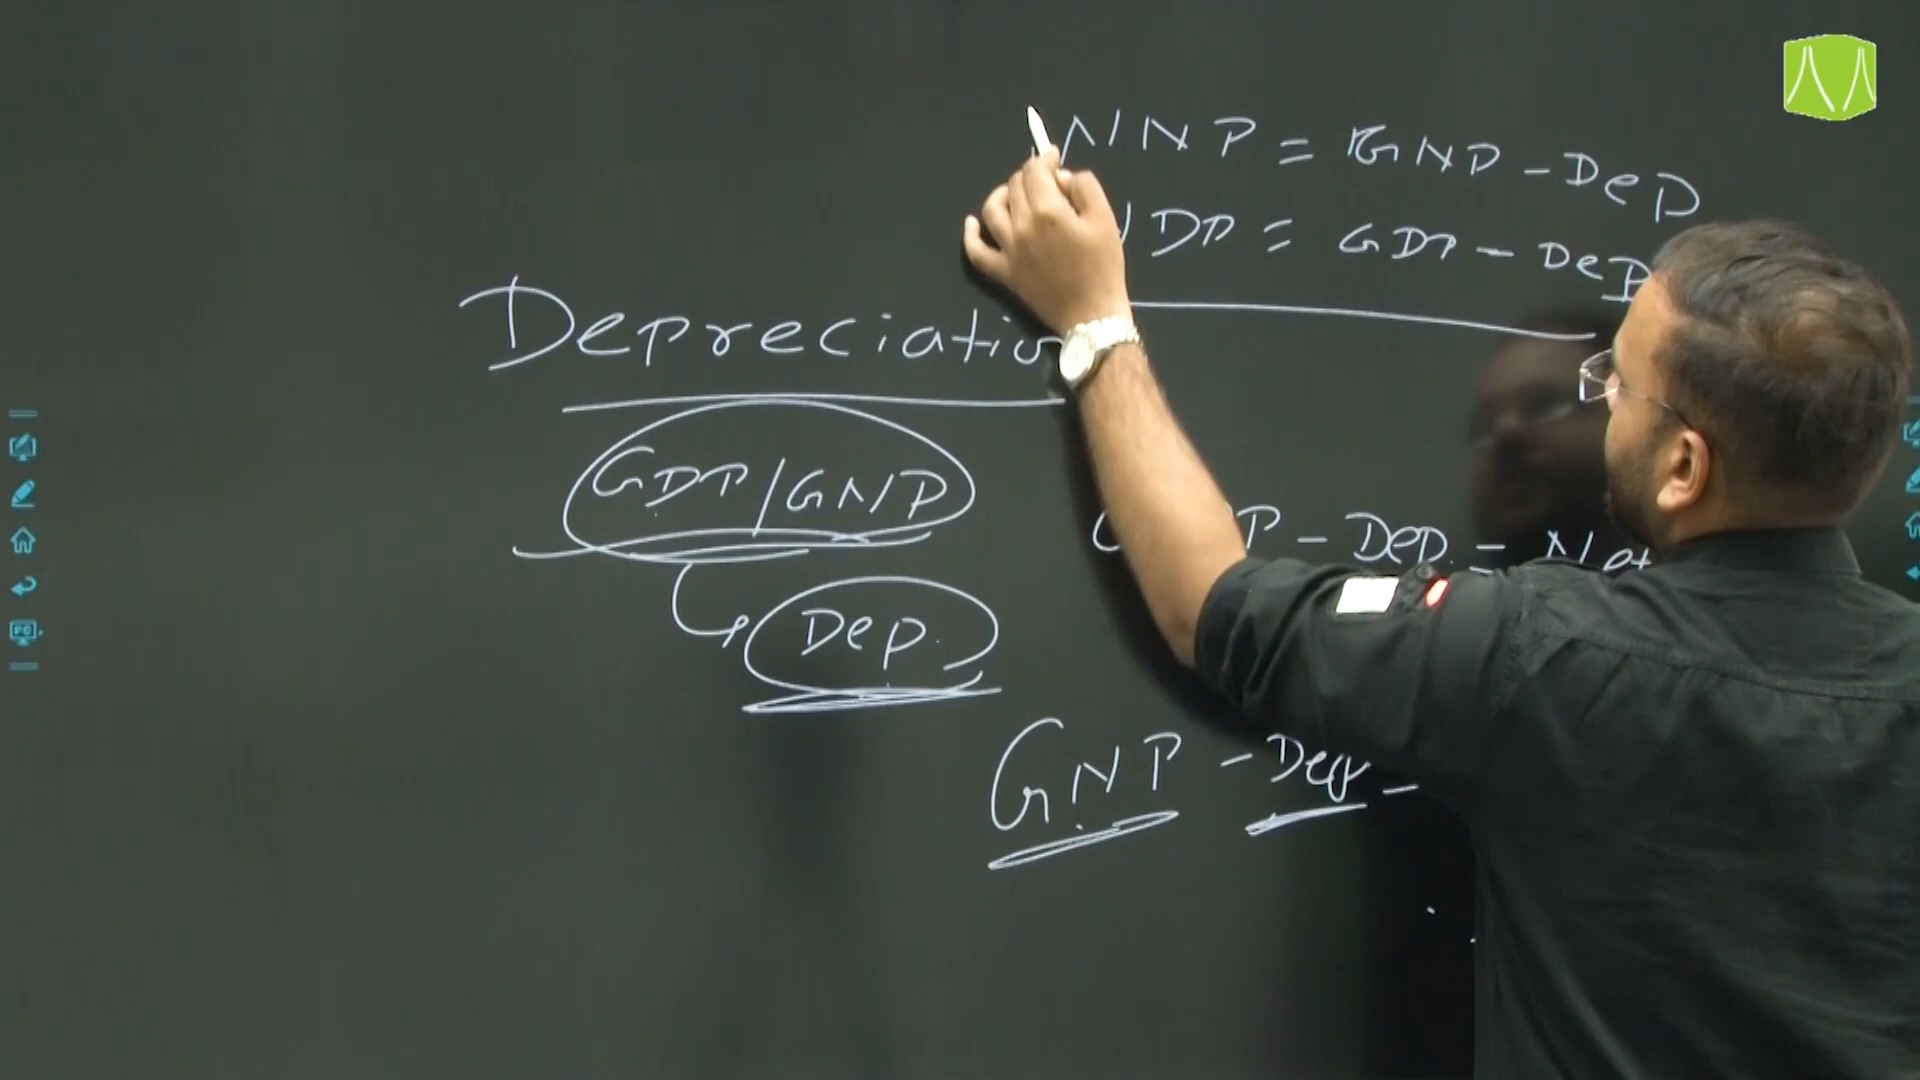 NNP = GNP - Dep
DP = GDP - Dep
Depreciation
GDP/GNP
P - Dep. = Net
Dep.
GNP - Dep -